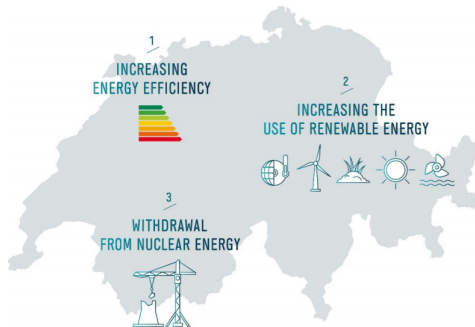 1
INCREASING
ENERGY EFFICIENCY
2
INCREASING THE
USE OF RENEWABLE ENERGY
3
WITHDRAWAL
FROM NUCLEAR ENERGY